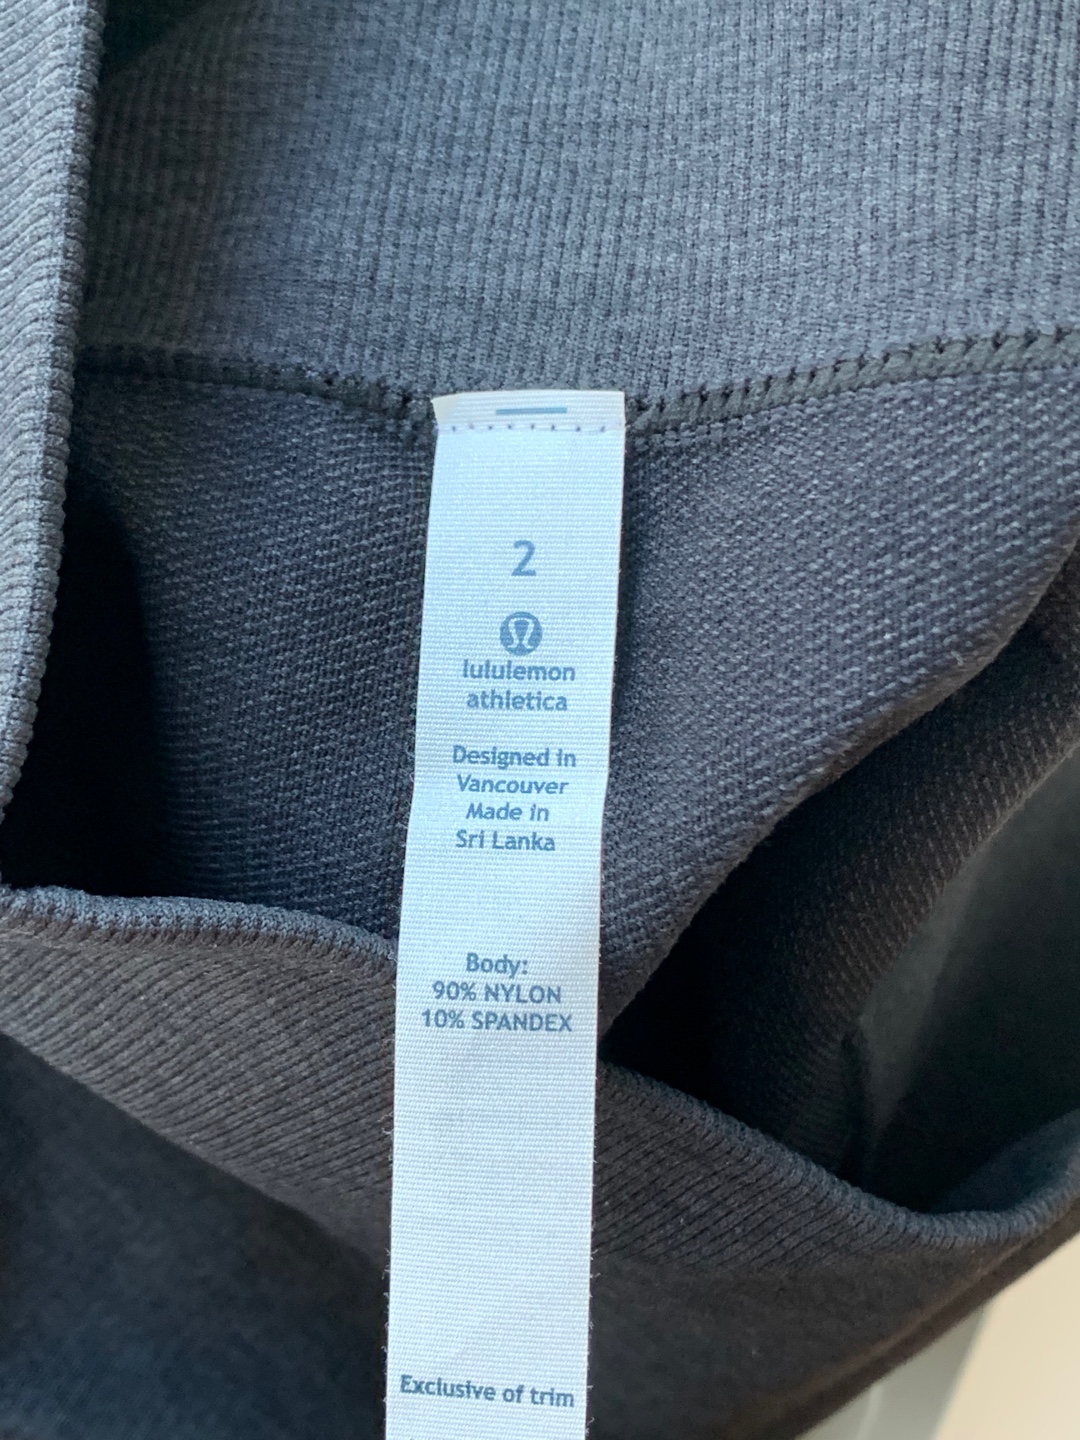 2
lululemon
athletica
Designed in
Vancouver
Made in
Sri Lanka
Body:
90% NYLON
10% SPANDEX
Exclusive of trim